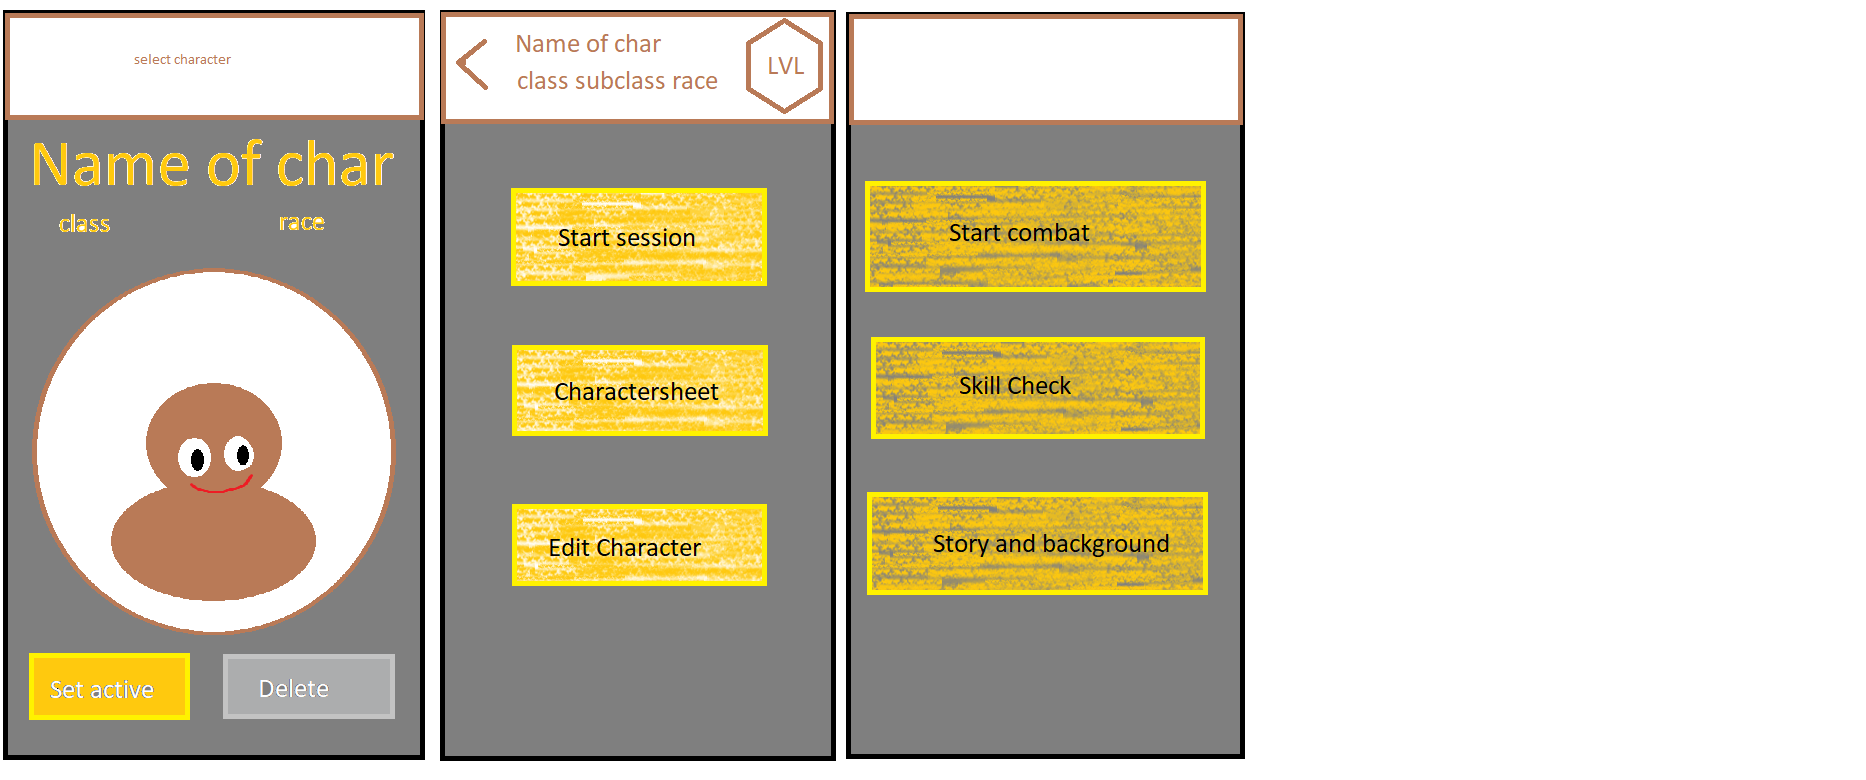 select character
Name of char
class
race
Set active
Delete
Name of char
class subclass race
LVL
Start session
Charactersheet
Edit Character
Start combat
Skill Check
Story and background